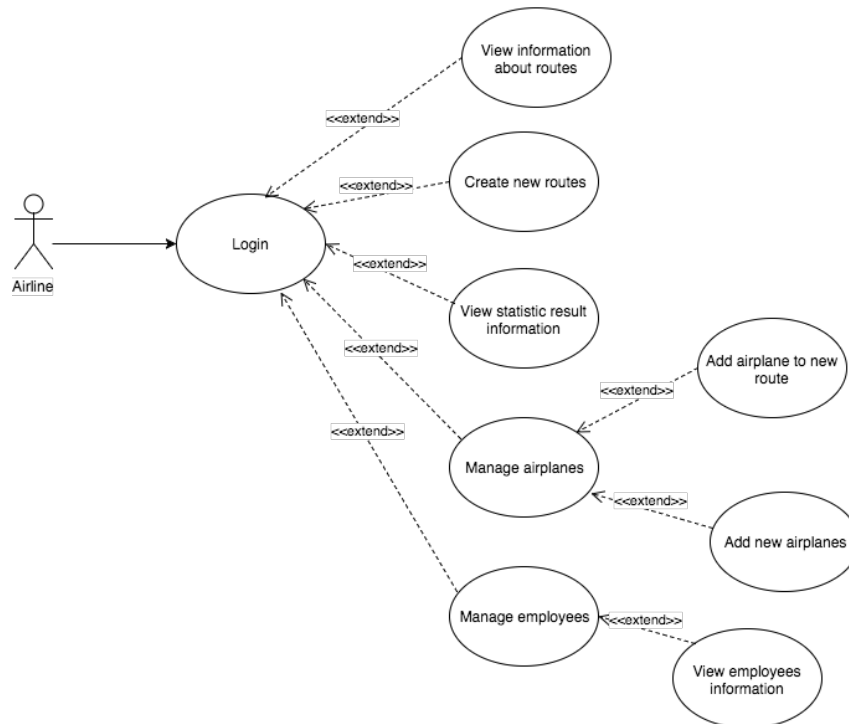 View information
about routes
<<extend>>
<<extend>>
Create new routes
Login
<<extend>>
Airline
View statistic result
information
<<extend>>
Add airplane to new
route
<<extend>>
<<extend>>
Manage airplanes
<<extend>>
Add new airplanes
Manage employees
<<extend>>
View employees
information